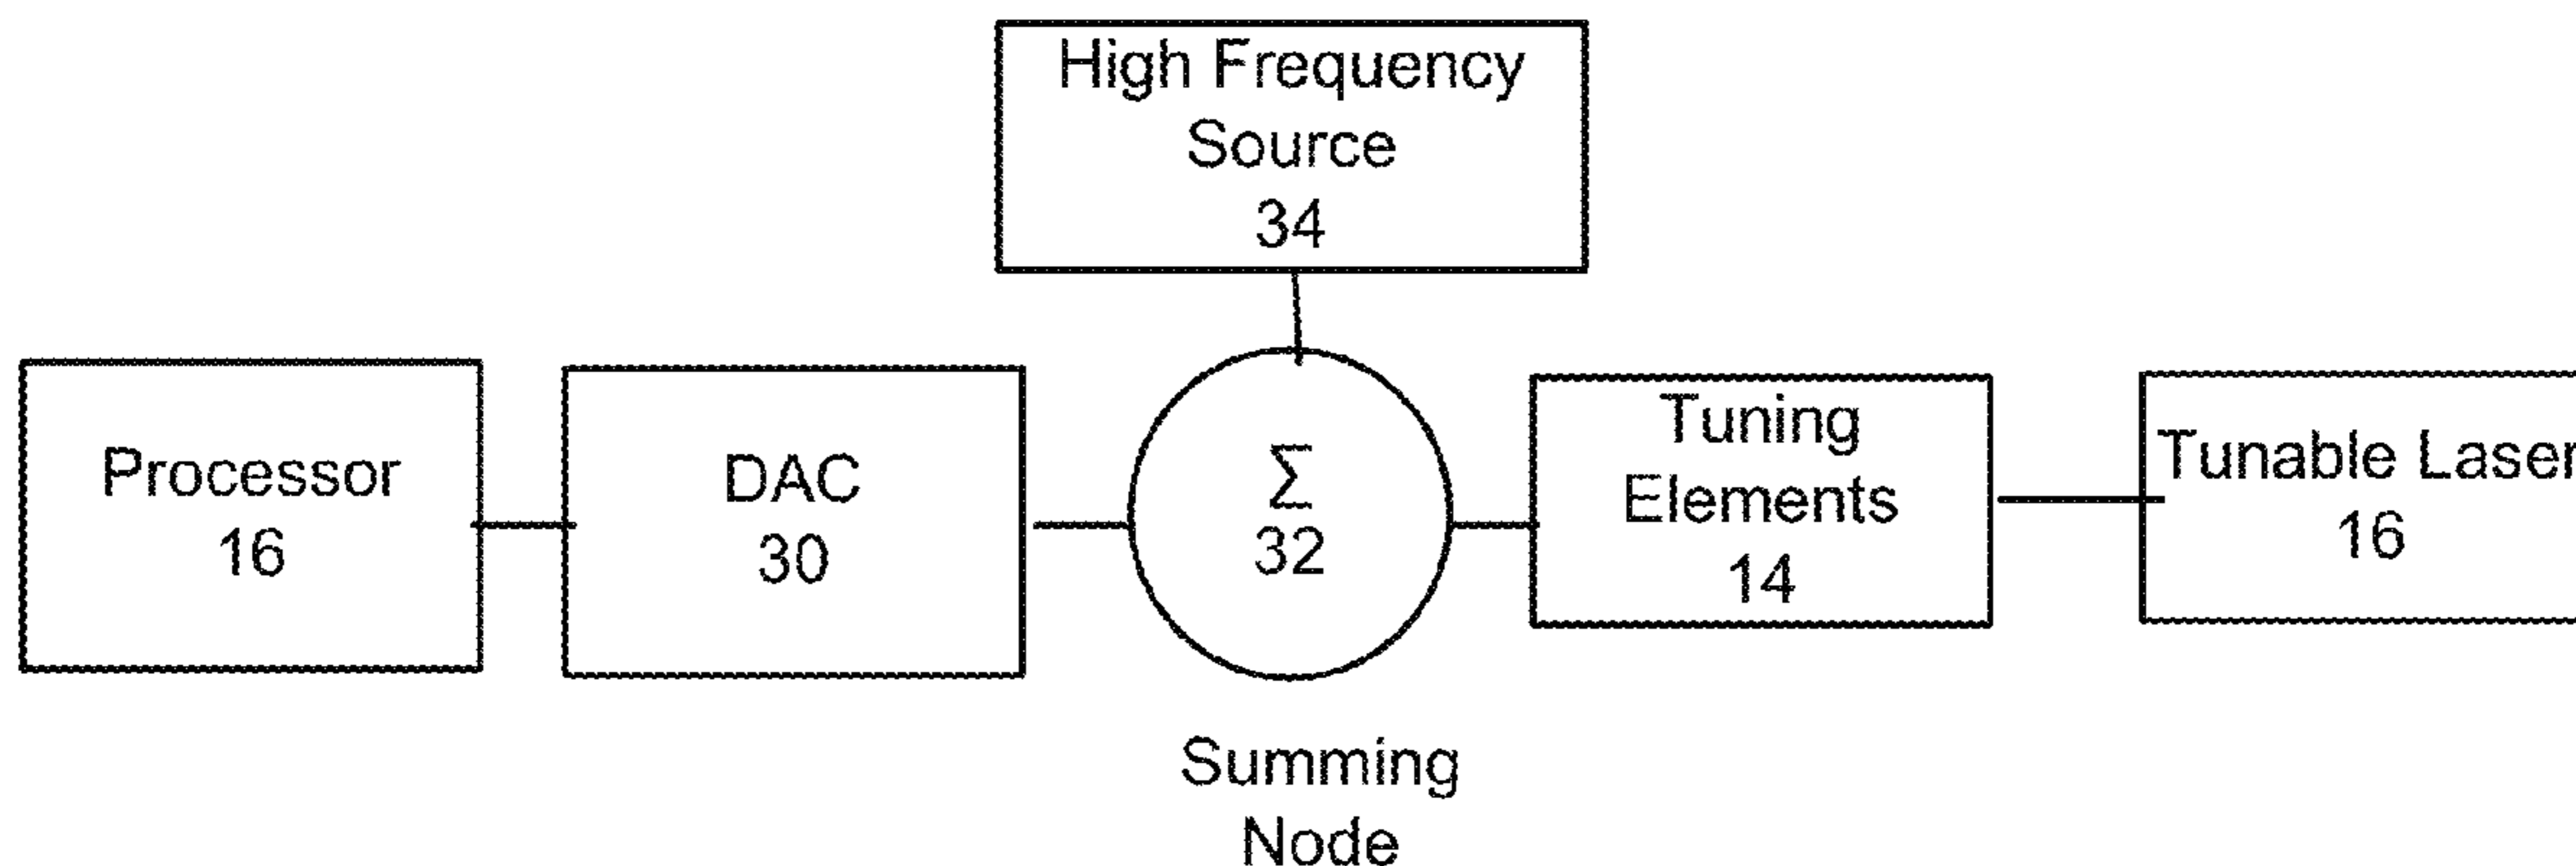 High Frequency
Source
34
Processor
16
DAC
30
Σ
32
Tuning
Elements
14
Tunable Laser
16
Summing
Node